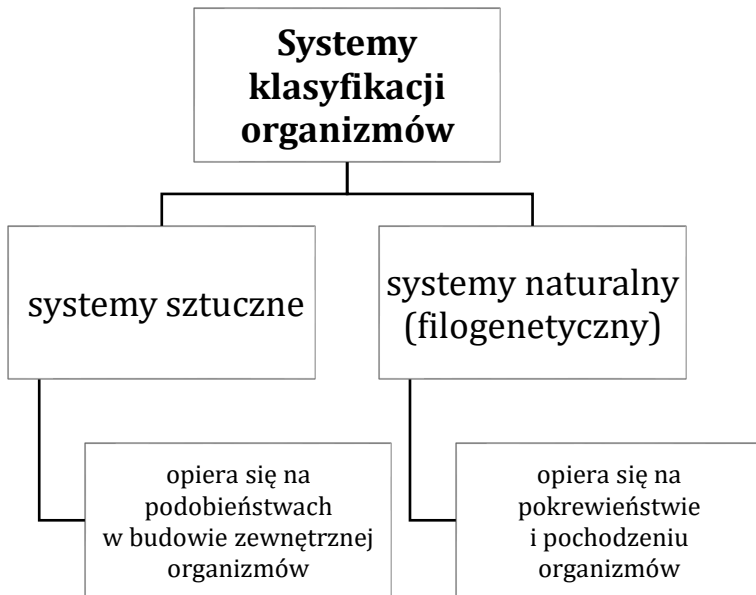 Systemy
klasyfikacji
organizmów
systemy sztuczne
systemy naturalny
(filogenetyczny)
opiera się na
podobieństwach
w budowie zewnętrznej
organizmów
opiera się na
pokrewieństwie
i pochodzeniu
organizmów